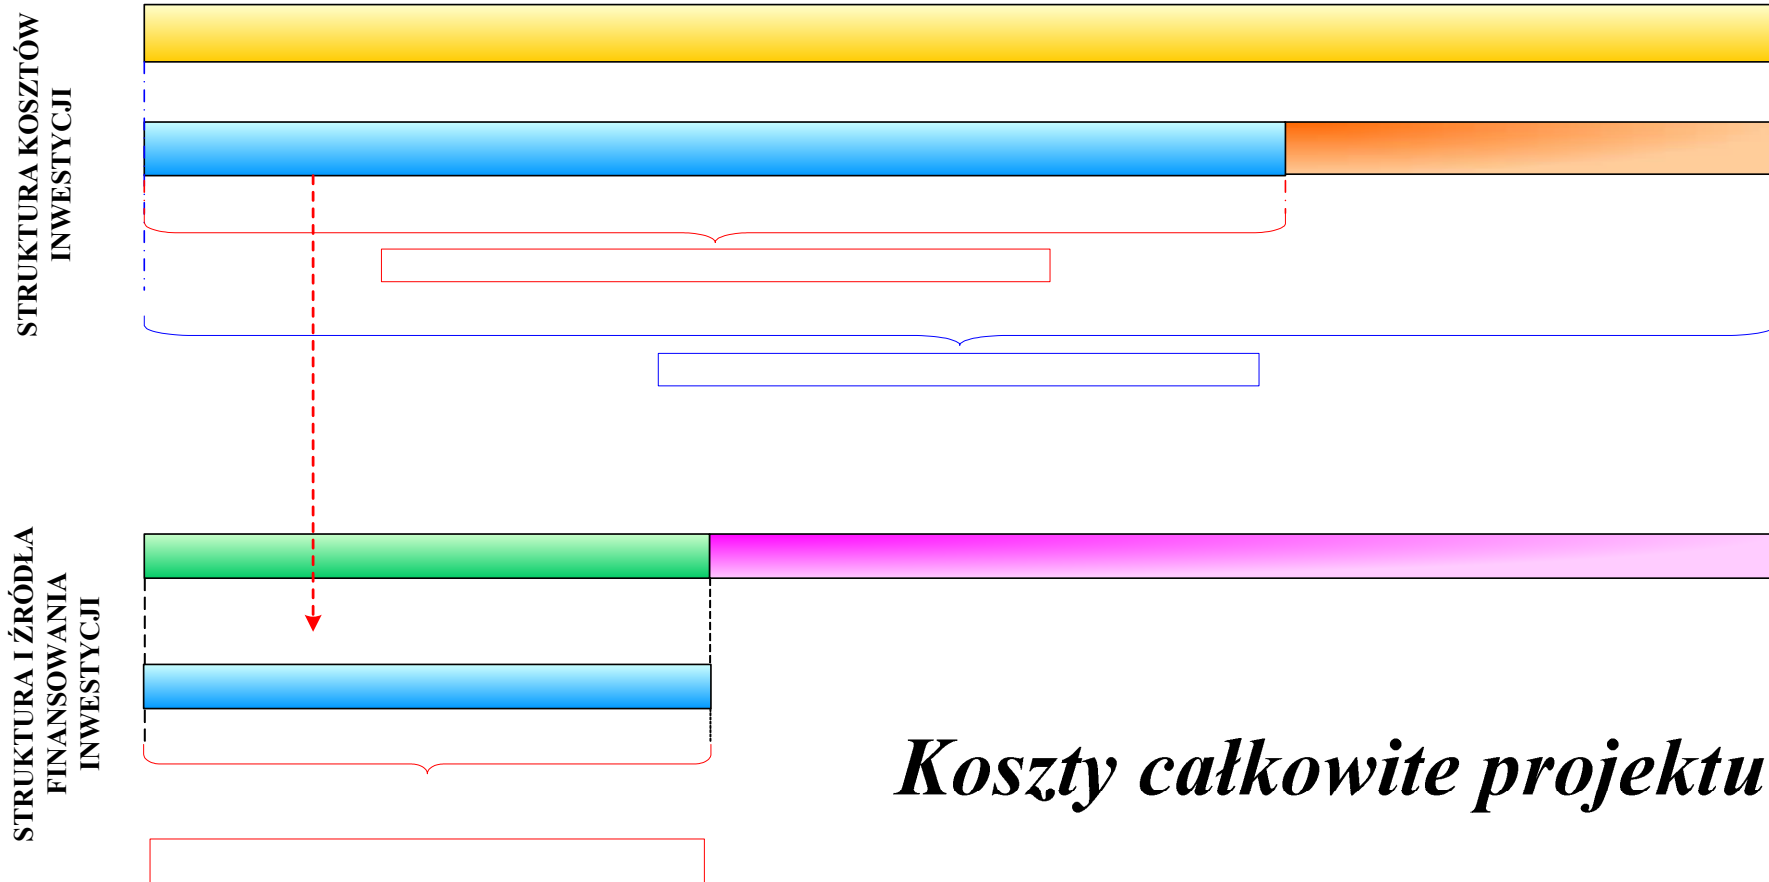 STRUKTURA KOSZTÓW
INWESTYCJI
STRUKTURA I ŹRÓDŁA
FINANSOWANIA
INWESTYCJI
Koszty całkowite projektu